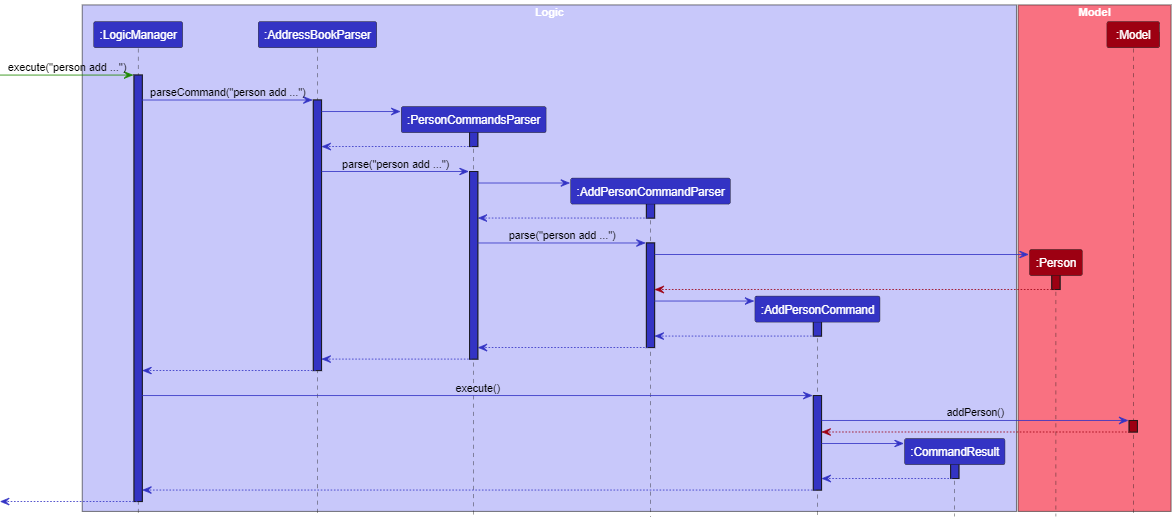 Logic
Model
:LogicManager
:AddressBookParser
:Model
execute("person add ...")
parseCommand("person add ...")
:PersonCommandsParser
parse("person add ...")
:AddPersonCommandParser
parse("person add ...")
:Person
:AddPersonCommand
execute()
addPerson()
:CommandResult